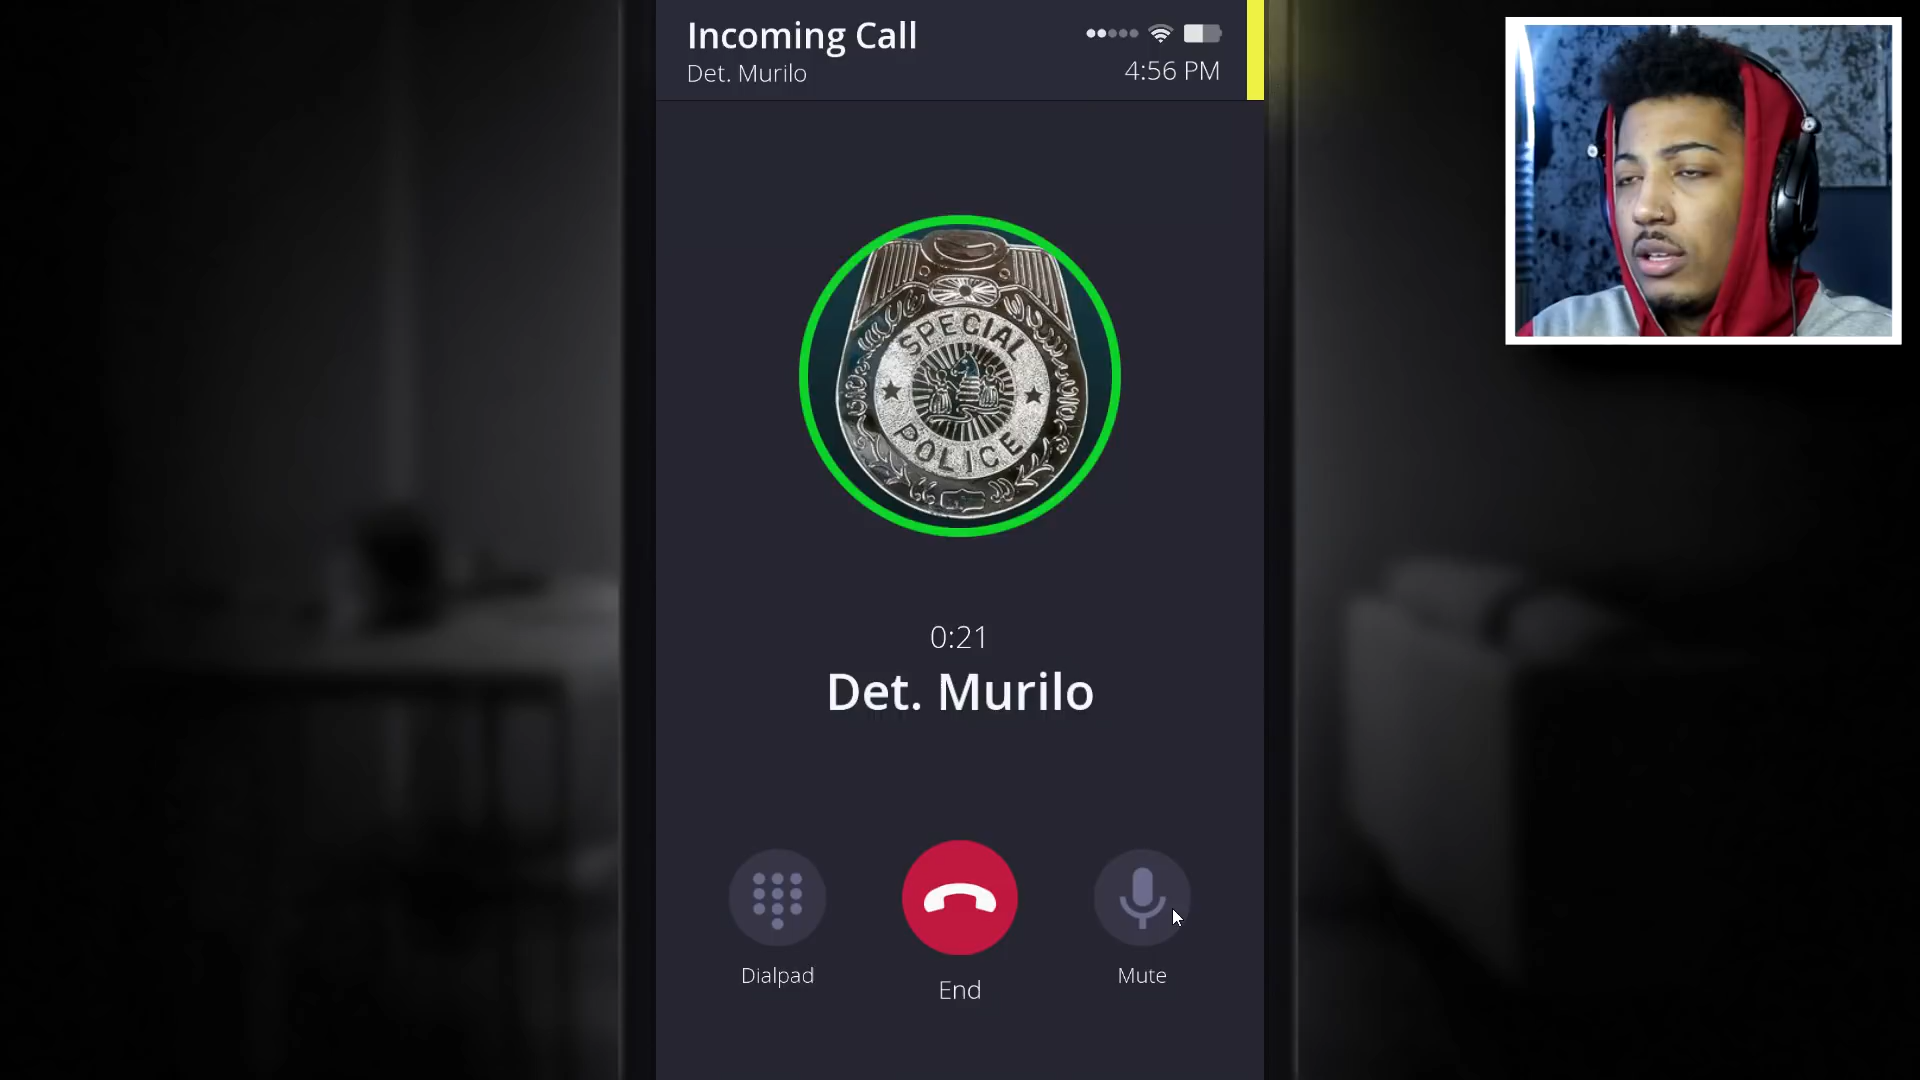 Incoming Call
Det. Murilo
4:56 PM
SPECIAL
POLICE
0:21
Det. Murilo
Dialpad
End
Mute